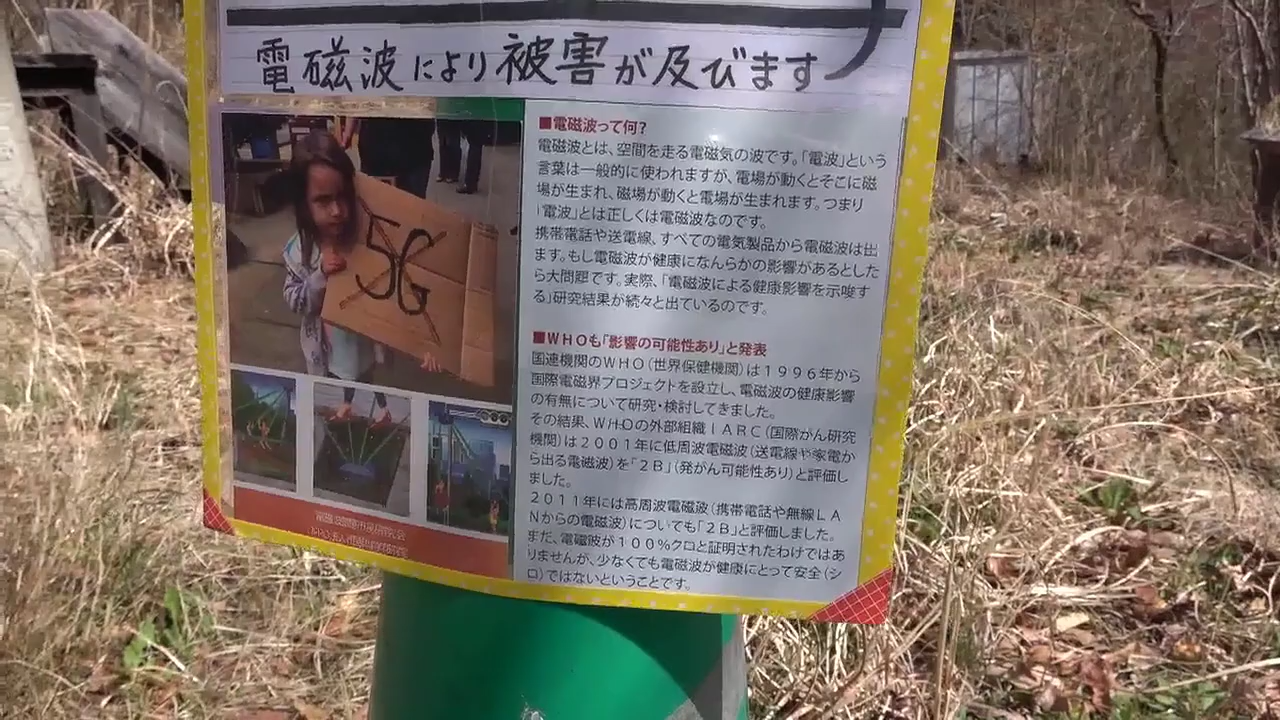 電磁波により被害が及びます
5G
■電磁波って何?
電磁波とは、空間を走る電磁気の波です。「電波」という
言葉は一般的に使われますが、電場が動くとそこに磁
場が生まれ、磁場が動くと電場が生まれます。つまり
「電波」とは正しくは電磁波なのです。
携帯電話や送電線、すべての電気製品から電磁波は出
ます。もし電磁波が健康になんらかの影響があるとした
ら大問題です。実際、「電磁波による健康影響を示唆す
る」研究結果が続々と出ているのです。
■WHOも「影響の可能性あり」と発表
国連機関のWHO(世界保健機関)は1996年から
国際電磁界プロジェクトを設立し、電磁波の健康影響
の有無について研究・検討してきました。
その結果、WHOの外部組織IARC(国際がん研究
機関)は2001年に低周波電磁波(送電線や家電か
ら出る電磁波)を「2B」(発がん可能性あり)と評価し
ました。
2011年には高周波電磁波(携帯電話や無線LA
Nからの電磁波)についても「2B」と評価しました。
まだ、電磁波が100%クロと証明されたわけではあ
りませんが、少なくても電磁波が健康にとって安全(シ
ロ)ではないということです。